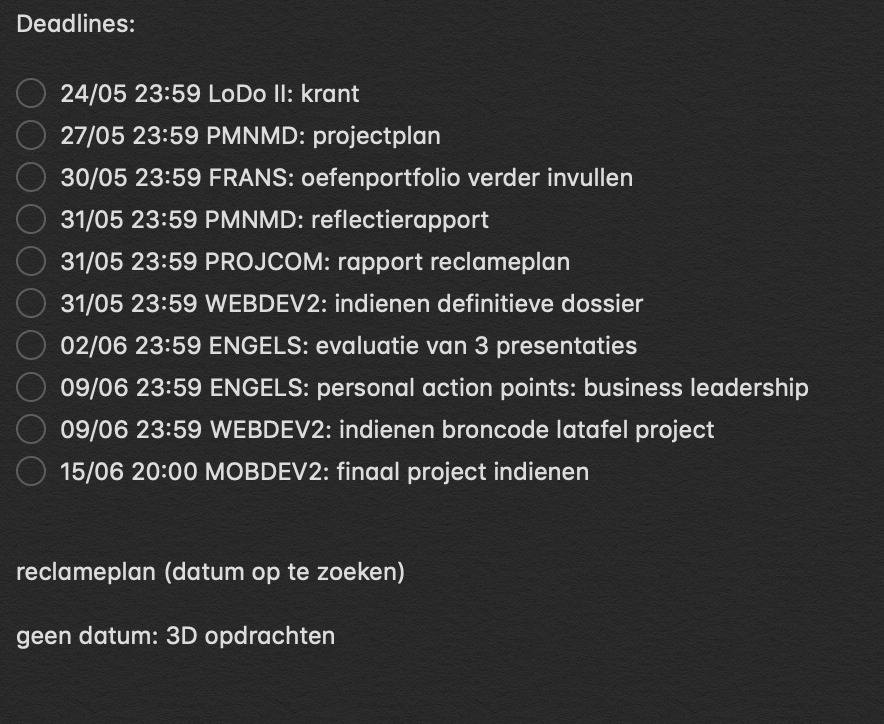 Deadlines:
24/05 23:59 LoDo II: krant
27/05 23:59 PMNMD: projectplan
30/05 23:59 FRANS: oefenportfolio verder invullen
31/05 23:59 PMNMD: reflectierapport
31/05 23:59 PROJCOM: rapport reclameplan
31/05 23:59 WEBDEV2: indienen definitieve dossier
02/06 23:59 ENGELS: evaluatie van 3 presentaties
09/06 23:59 ENGELS: personal action points: business leadership
09/06 23:59 WEBDEV2: indienen broncode latafel project
15/06 20:00 MOBDEV2: finaal project indienen
reclameplan (datum op te zoeken)
geen datum: 3D opdrachten